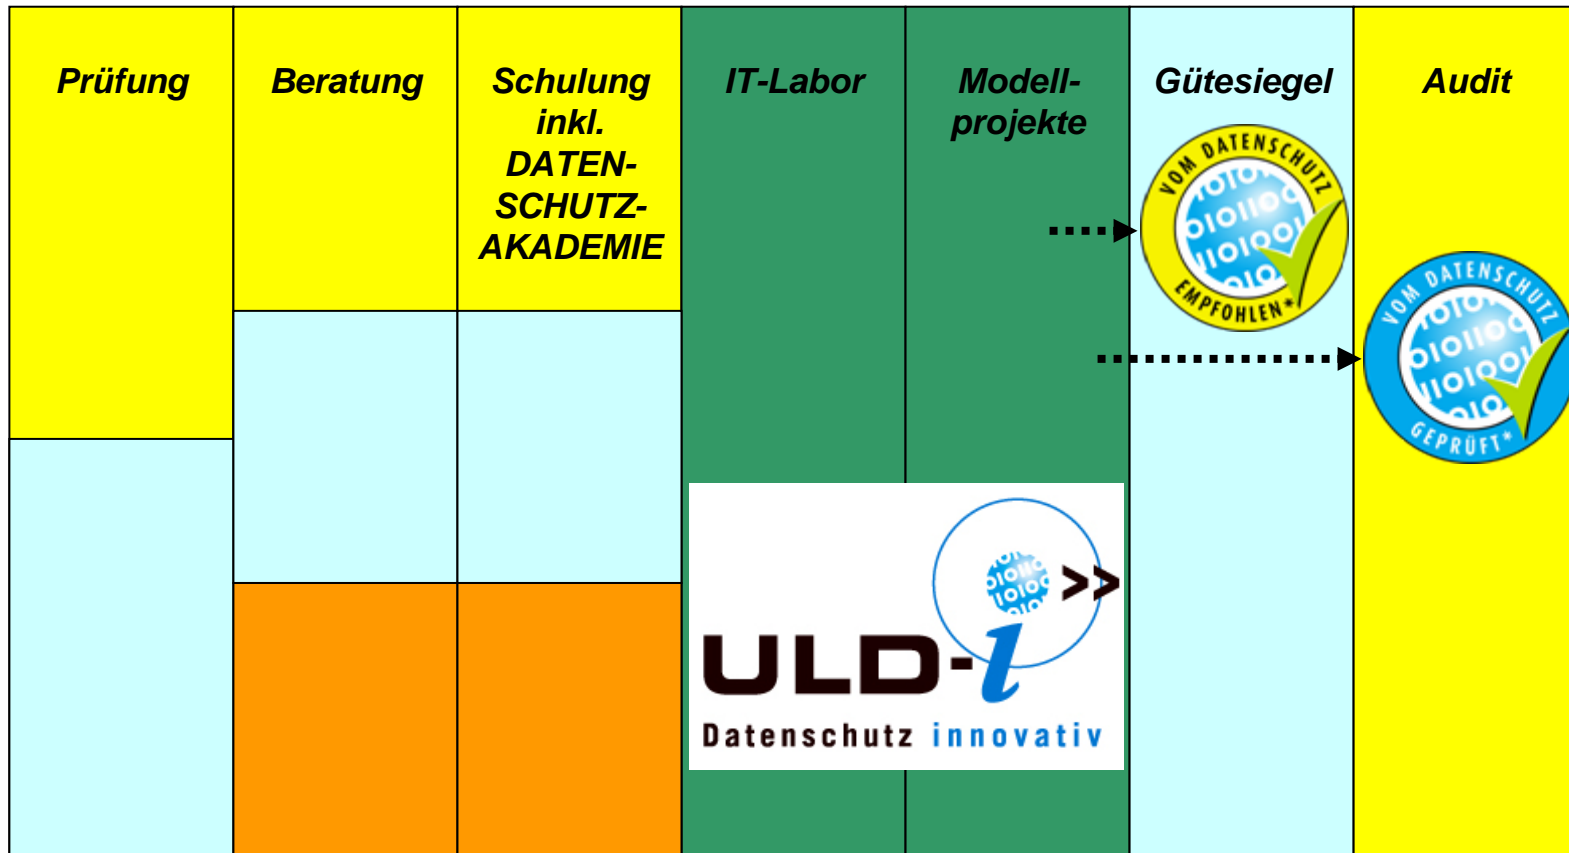 Prüfung
Beratung
Schulung
inkl.
DATEN-
SCHUTZ-
AKADEMIE
IT-Labor
Modell-
projekte
Gütesiegel
VOM DATENSCHUTZ
EMPFOHLEN*
Audit
VOM DATENSCHUTZ
GEPRÜFT*
>>
ULD-i
Datenschutz innovativ